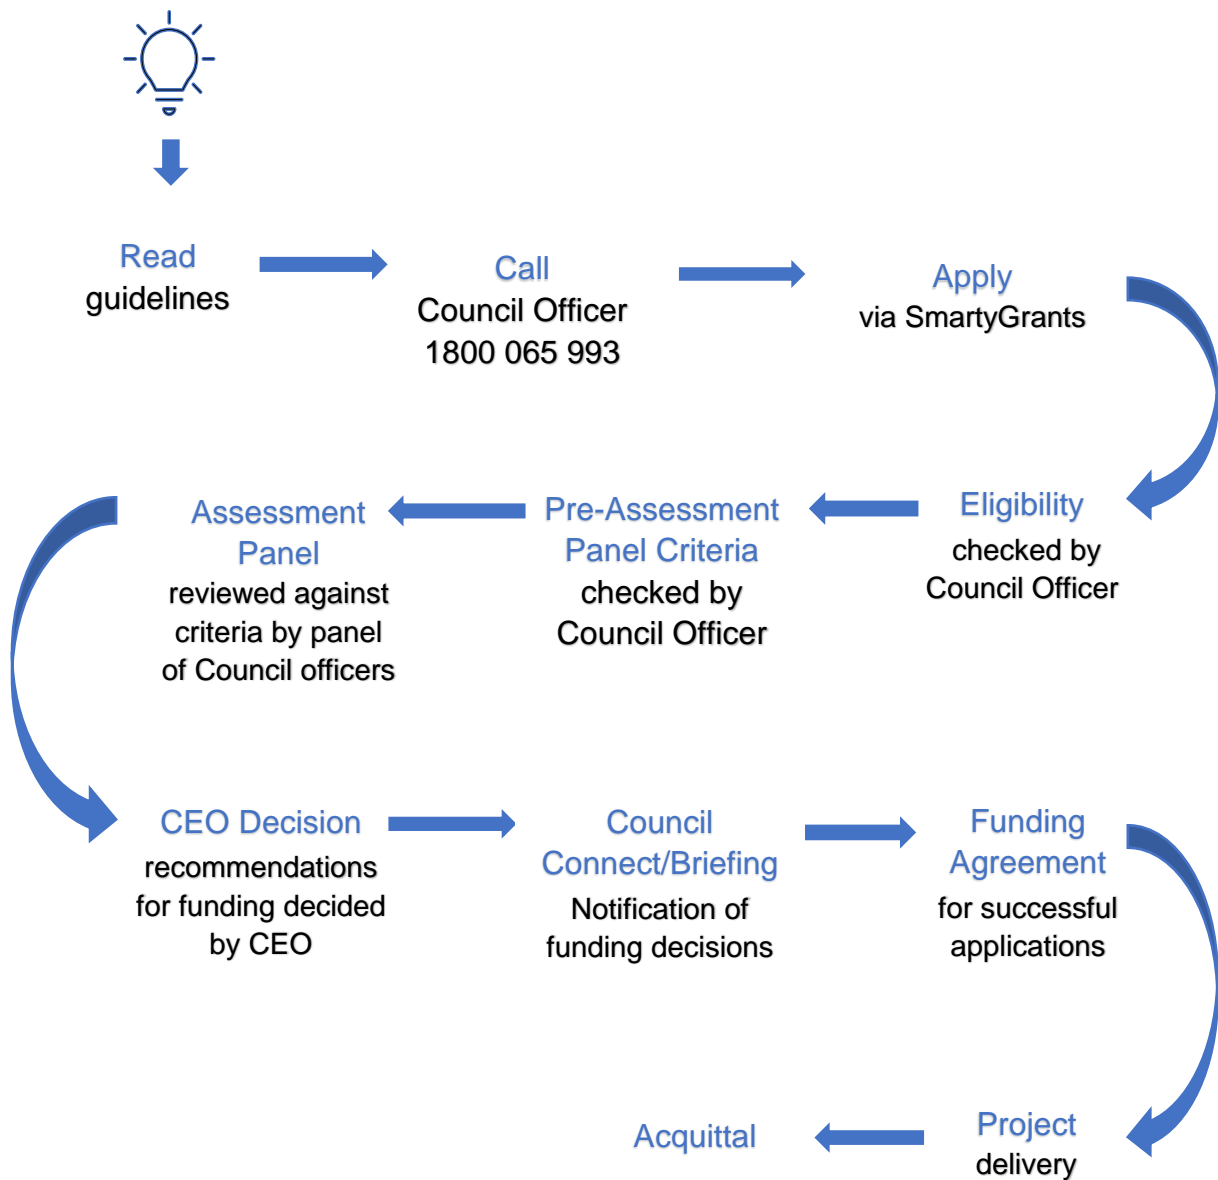 Read
guidelines
Call
Council Officer
1800 065 993
Apply
via SmartyGrants
Eligibility
checked by
Council Officer
Pre-Assessment
Panel Criteria
checked by
Council Officer
Assessment
Panel
reviewed against
criteria by panel
of Council officers
CEO Decision
recommendations
for funding decided
by CEO
Council
Connect/Briefing
Notification of
funding decisions
Funding
Agreement
for successful
applications
Project
delivery
Acquittal